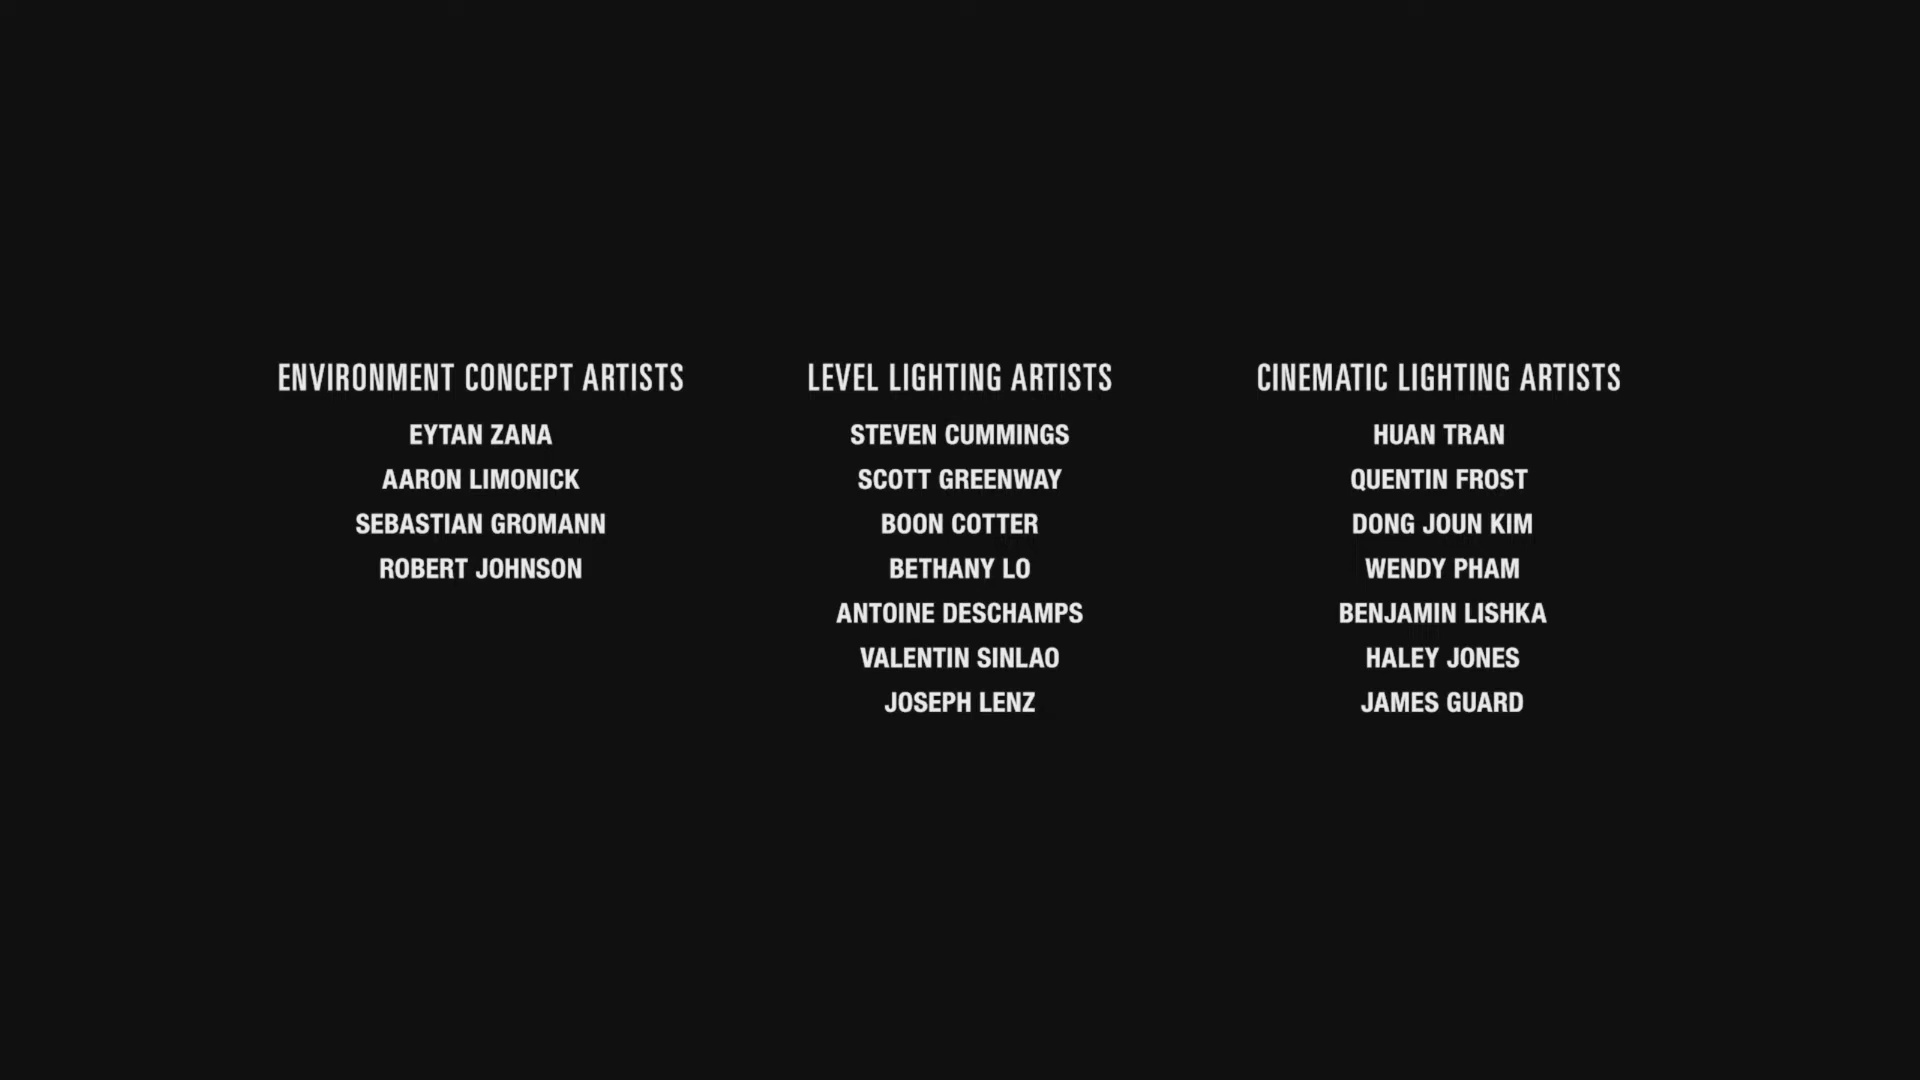 ENVIRONMENT CONCEPT ARTISTS
EYTAN ZANA
AARON LIMONICK
SEBASTIAN GROMANN
ROBERT JOHNSON
LEVEL LIGHTING ARTISTS
STEVEN CUMMINGS
SCOTT GREENWAY
BOON COTTER
BETHANY LO
ANTOINE DESCHAMPS
VALENTIN SINLAO
JOSEPH LENZ
CINEMATIC LIGHTING ARTISTS
HUAN TRAN
QUENTIN FROST
DONG JOUN KIM
WENDY PHAM
BENJAMIN LISHKA
HALEY JONES
JAMES GUARD